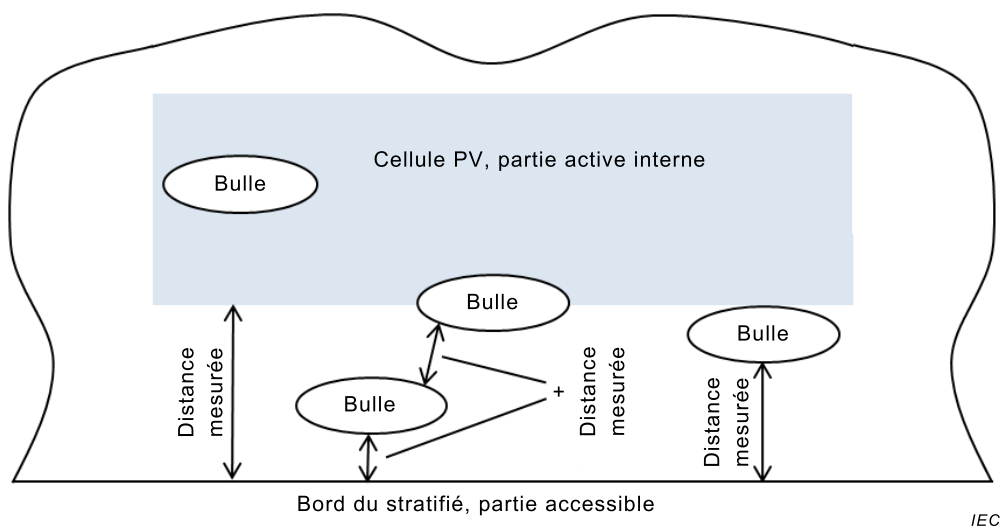 Cellule PV, partie active interne
Bulle
Bulle
Bulle
Bulle
Distance
mesurée
+
Distance
mesurée
Distance
mesurée
Bord du stratifié, partie accessible
IEC